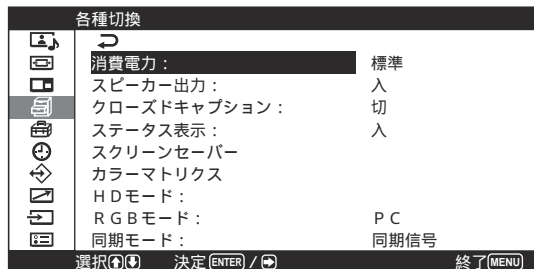 各種切換
消費電力： 標準
スピーカー出力： 入
クローズドキャプション： 切
ステータス表示： 入
スクリーンセーバー
カラーマトリクス
ＨＤモード：
ＲＧＢモード： ＰＣ
同期モード： 同期信号
選択 決定 ENTER / 終了 MENU